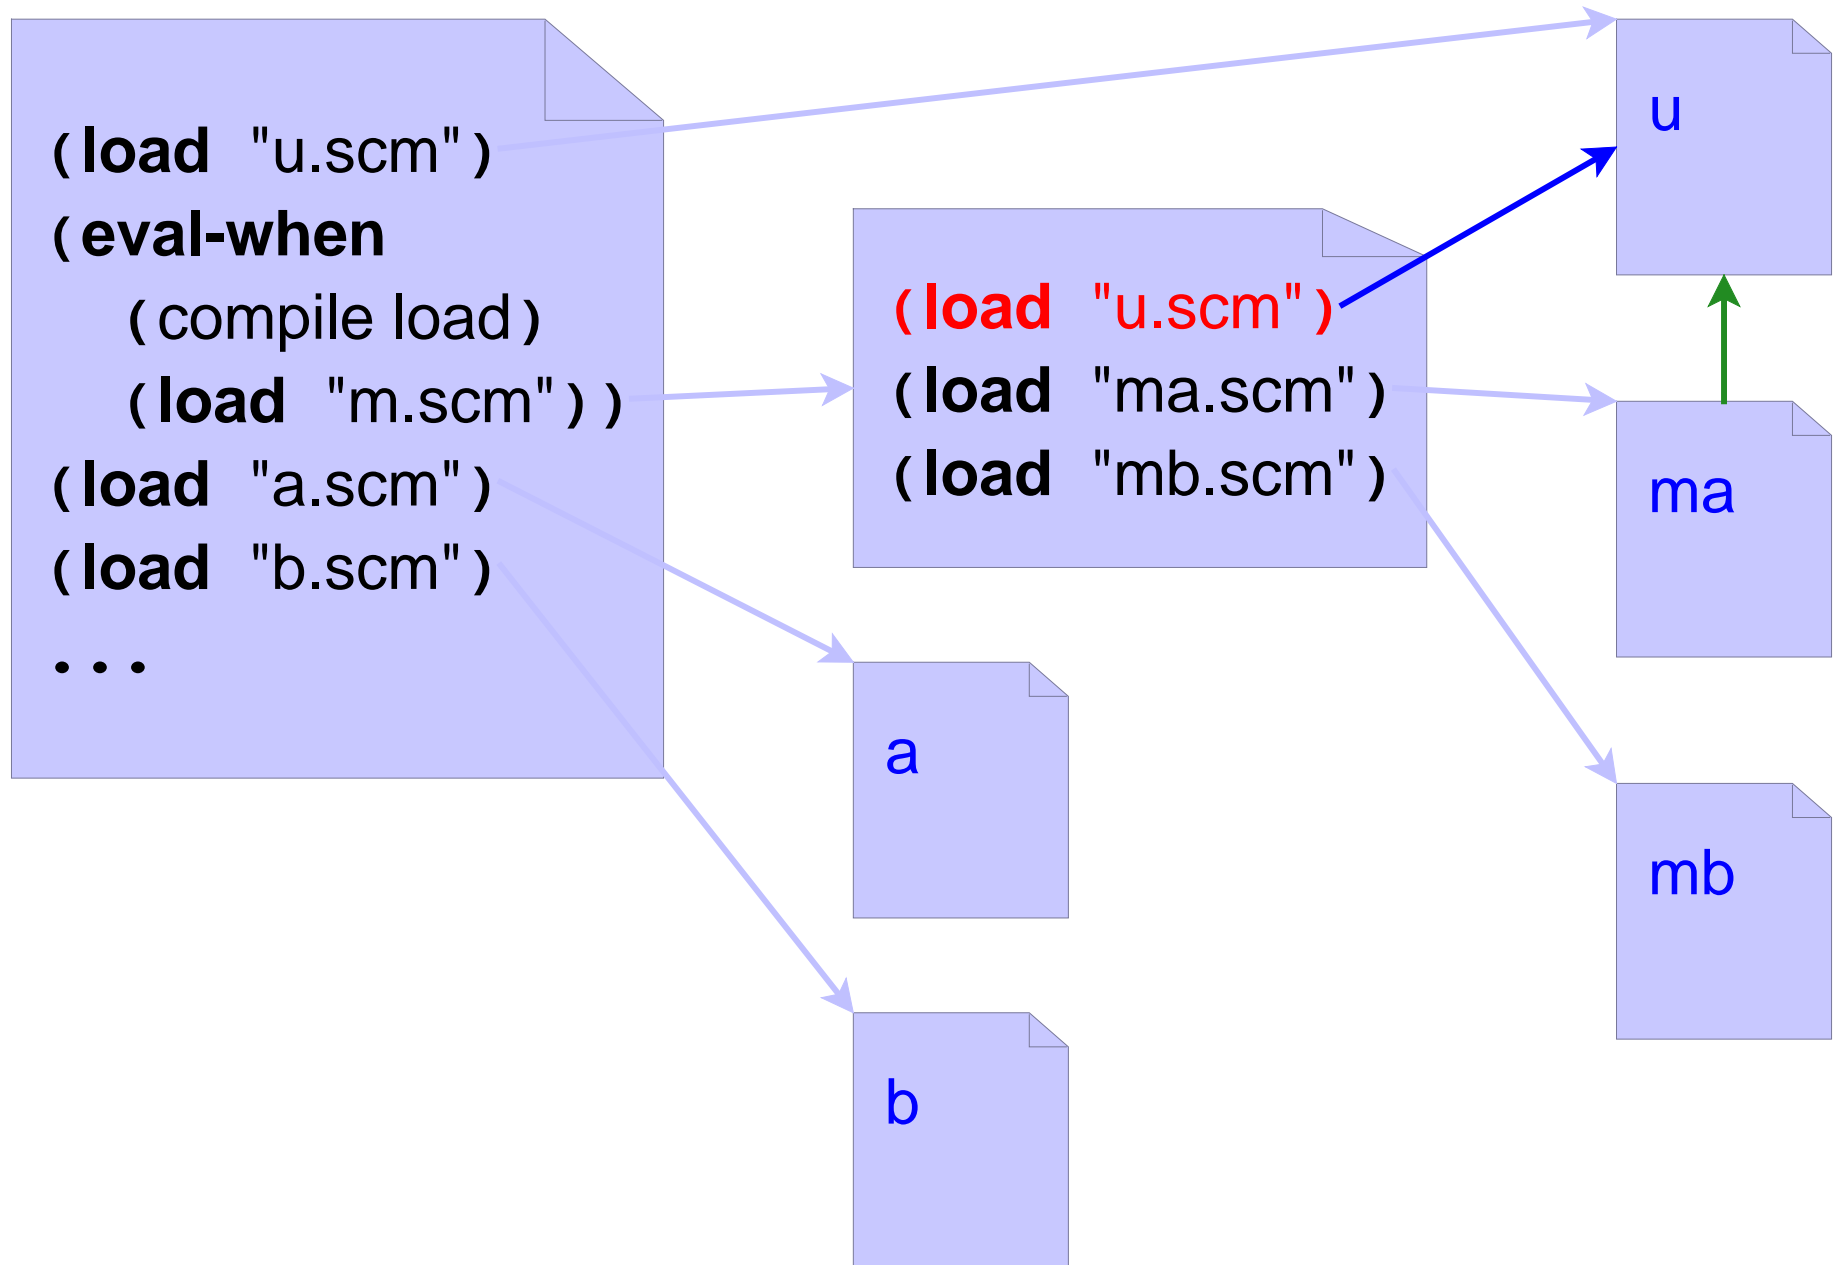 (load "u.scm")
(eval-when
(compile load)
(load "m.scm"))
(load "a.scm")
(load "b.scm")
...
(load "u.scm")
(load "ma.scm")
(load "mb.scm")
u
ma
mb
a
b